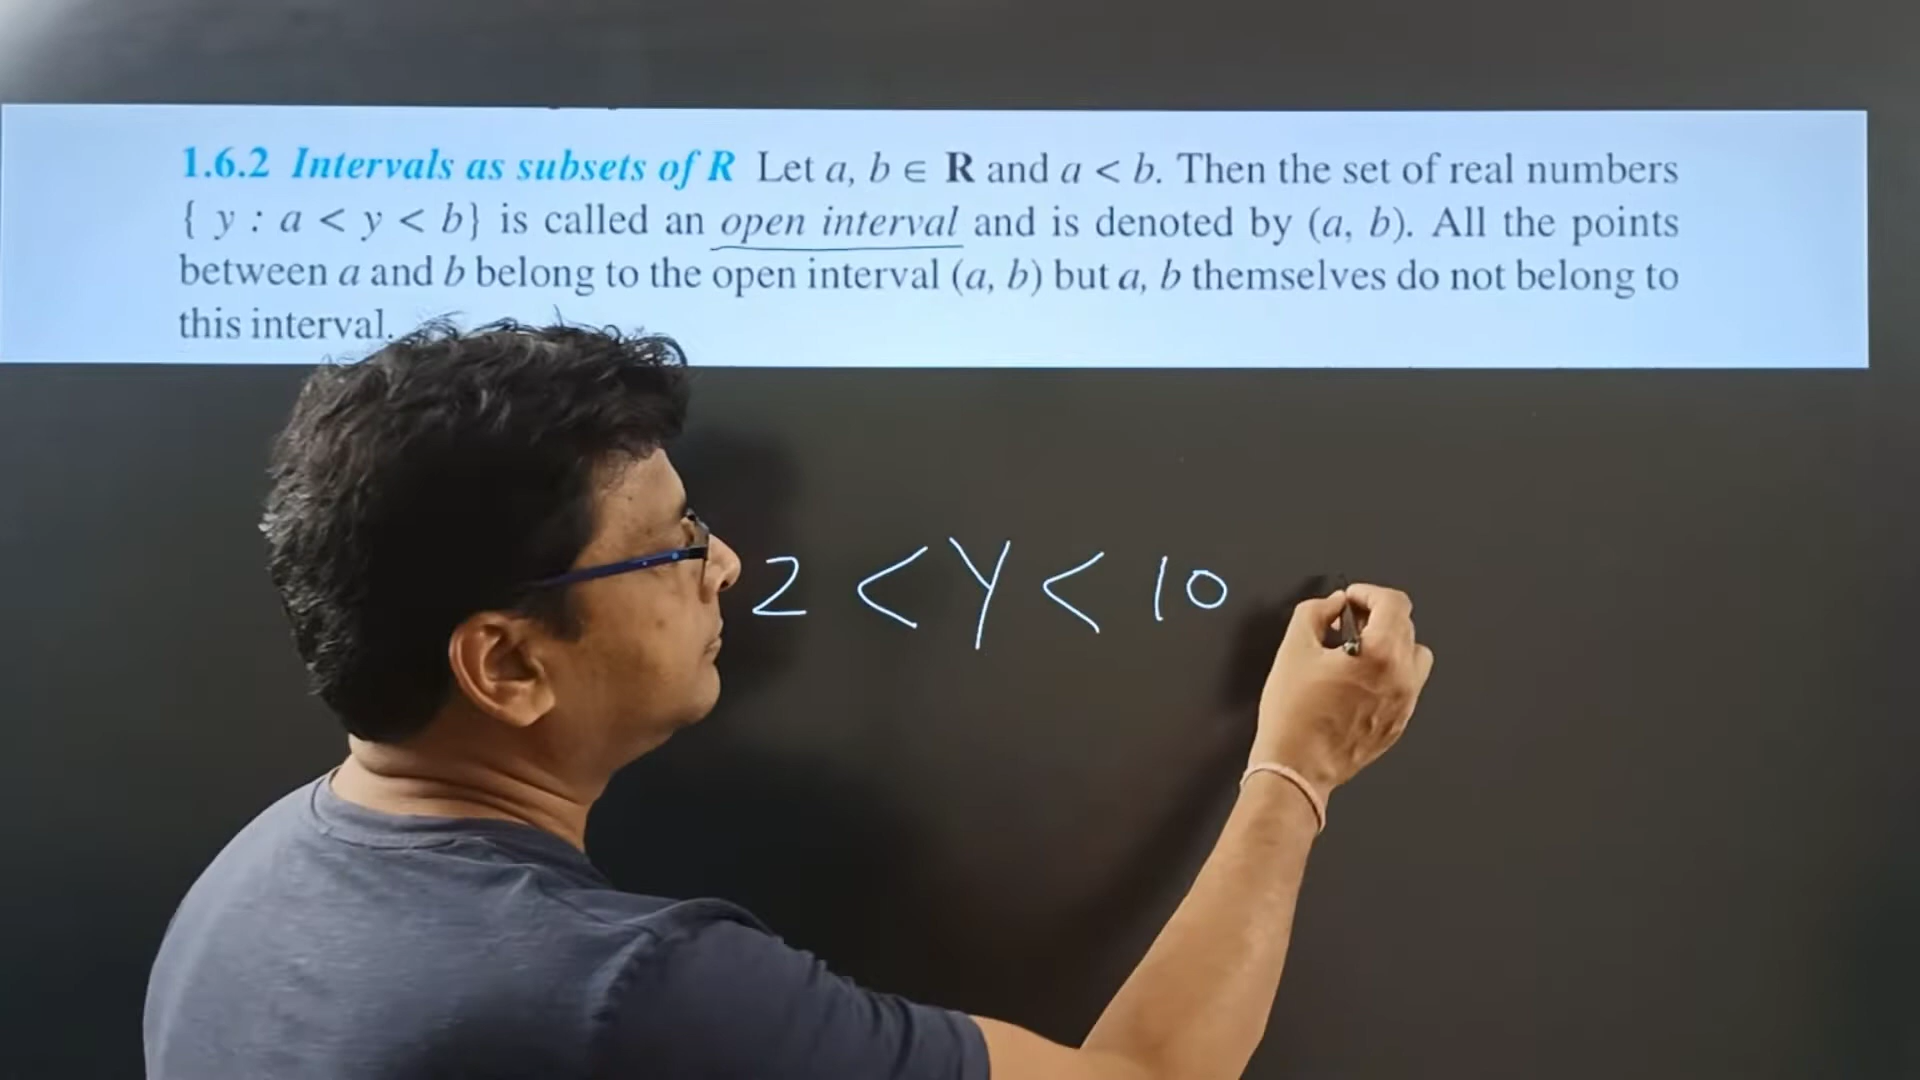 1.6.2 Intervals as subsets of R Let a, b ∈ R and a < b. Then the set of real numbers
{ y : a < y < b} is called an open interval and is denoted by (a, b). All the points
between a and b belong to the open interval (a, b) but a, b themselves do not belong to
this interval.
2 < y < 10